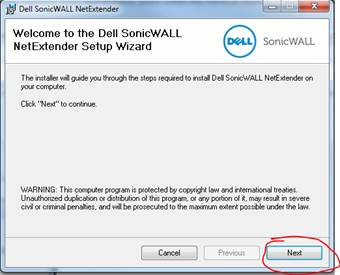 Dell SonicWALL NetExtender
Welcome to the Dell SonicWALL
NetExtender Setup Wizard
DELL SonicWALL
The installer will guide you through the steps required to install Dell SonicWALL NetExtender on
your computer.
Click "Next" to continue.
WARNING: This computer program is protected by copyright law and international treaties.
Unauthorized duplication or distribution of this program, or any portion of it, may result in severe
civil or criminal penalties, and will be prosecuted to the maximum extent possible under the law.
Cancel Previous Next